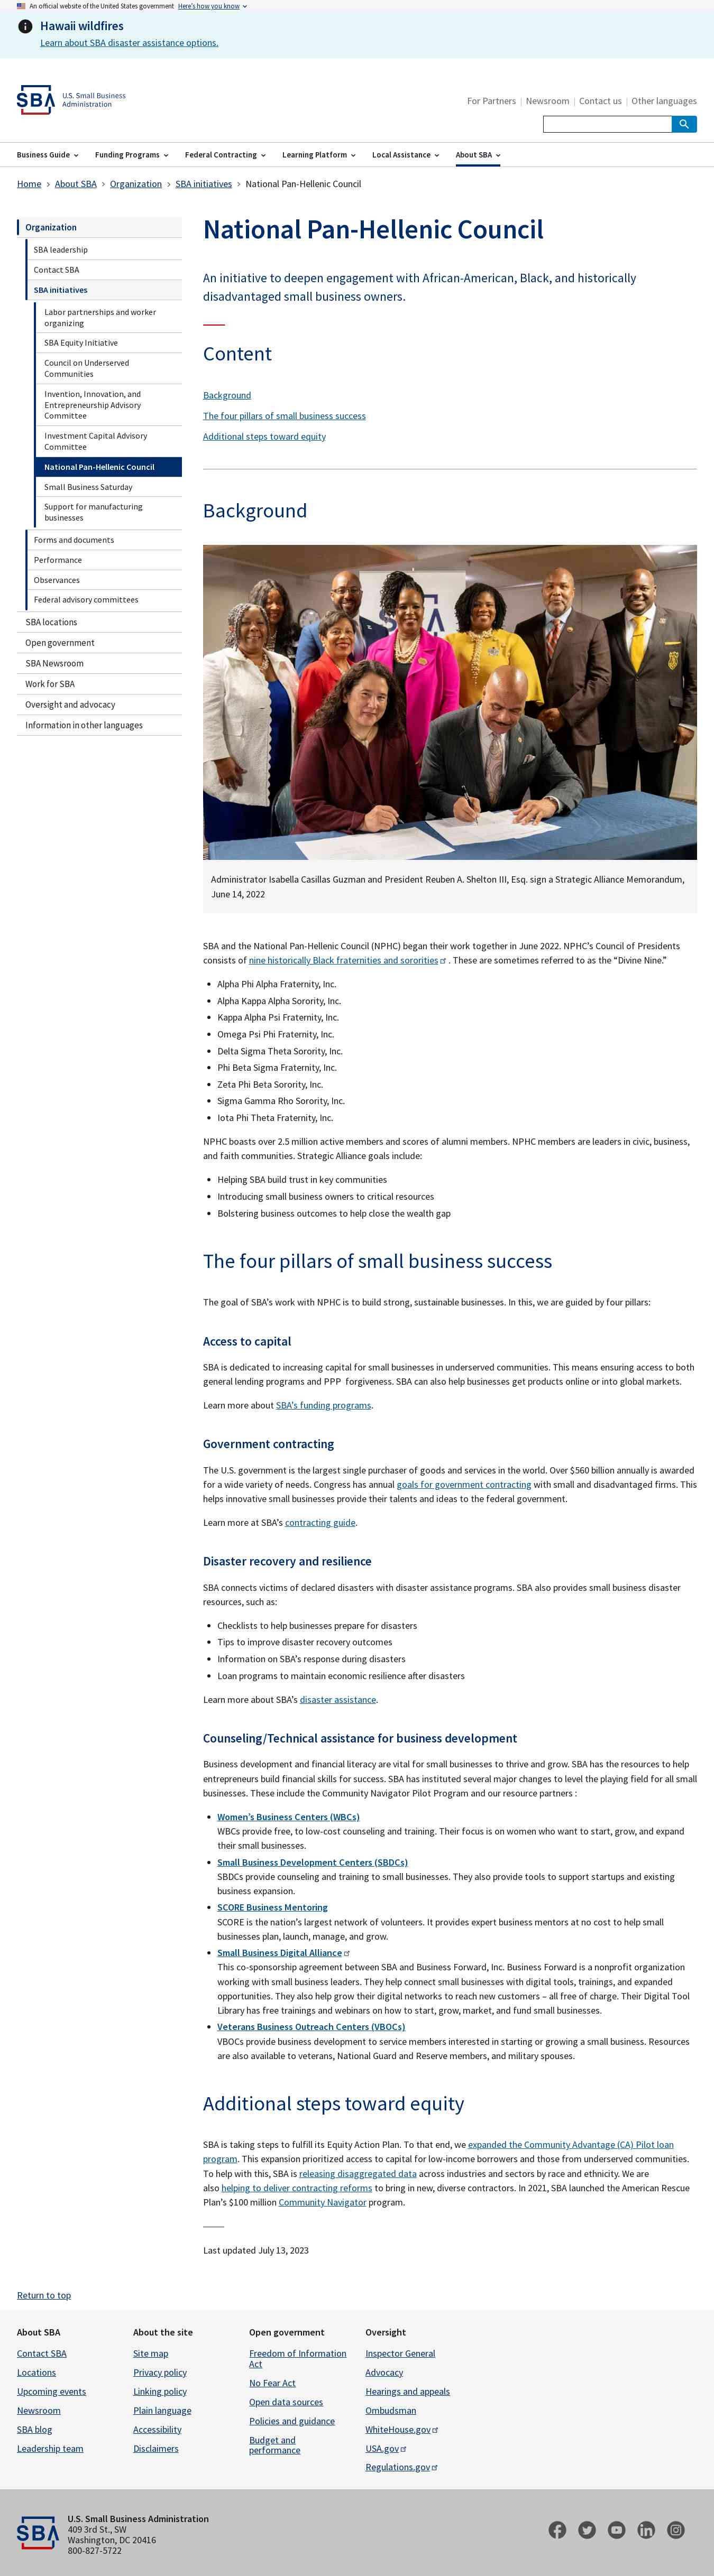 An official website of the United States government Here’s how you know
Hawaii wildfires
Learn about SBA disaster assistance options.
SBA
U.S. Small Business
Administration
For Partners | Newsroom | Contact us | Other languages
Business Guide Funding Programs Federal Contracting Learning Platform Local Assistance About SBA
Home > About SBA > Organization > SBA initiatives > National Pan-Hellenic Council
Organization
SBA leadership
Contact SBA
SBA initiatives
Labor partnerships and worker
organizing
SBA Equity Initiative
Council on Underserved
Communities
Invention, Innovation, and
Entrepreneurship Advisory
Committee
Investment Capital Advisory
Committee
National Pan-Hellenic Council
Small Business Saturday
Support for manufacturing
businesses
Forms and documents
Performance
Observances
Federal advisory committees
SBA locations
Open government
SBA Newsroom
Work for SBA
Oversight and advocacy
Information in other languages
National Pan-Hellenic Council
An initiative to deepen engagement with African-American, Black, and historically
disadvantaged small business owners.
Content
Background
The four pillars of small business success
Additional steps toward equity
Background
Administrator Isabella Casillas Guzman and President Reuben A. Shelton III, Esq. sign a Strategic Alliance Memorandum,
June 14, 2022
SBA and the National Pan-Hellenic Council (NPHC) began their work together in June 2022. NPHC’s Council of Presidents
consists of nine historically Black fraternities and sororities . These are sometimes referred to as the “Divine Nine.”
• Alpha Phi Alpha Fraternity, Inc.
• Alpha Kappa Alpha Sorority, Inc.
• Kappa Alpha Psi Fraternity, Inc.
• Omega Psi Phi Fraternity, Inc.
• Delta Sigma Theta Sorority, Inc.
• Phi Beta Sigma Fraternity, Inc.
• Zeta Phi Beta Sorority, Inc.
• Sigma Gamma Rho Sorority, Inc.
• Iota Phi Theta Fraternity, Inc.
NPHC boasts over 2.5 million active members and scores of alumni members. NPHC members are leaders in civic, business,
and faith communities. Strategic Alliance goals include:
• Helping SBA build trust in key communities
• Introducing small business owners to critical resources
• Bolstering business outcomes to help close the wealth gap
The four pillars of small business success
The goal of SBA’s work with NPHC is to build strong, sustainable businesses. In this, we are guided by four pillars:
Access to capital
SBA is dedicated to increasing capital for small businesses in underserved communities. This means ensuring access to both
general lending programs and PPP forgiveness. SBA can also help businesses get products online or into global markets.
Learn more about SBA’s funding programs.
Government contracting
The U.S. government is the largest single purchaser of goods and services in the world. Over $560 billion annually is awarded
for a wide variety of needs. Congress has annual goals for government contracting with small and disadvantaged firms. This
helps innovative small businesses provide their talents and ideas to the federal government.
Learn more at SBA’s contracting guide.
Disaster recovery and resilience
SBA connects victims of declared disasters with disaster assistance programs. SBA also provides small business disaster
resources, such as:
• Checklists to help businesses prepare for disasters
• Tips to improve disaster recovery outcomes
• Information on SBA’s response during disasters
• Loan programs to maintain economic resilience after disasters
Learn more about SBA’s disaster assistance.
Counseling/Technical assistance for business development
Business development and financial literacy are vital for small businesses to thrive and grow. SBA has the resources to help
entrepreneurs build financial skills for success. SBA has instituted several major changes to level the playing field for all small
businesses. These include the Community Navigator Pilot Program and our resource partners :
• Women’s Business Centers (WBCs)
WBCs provide free, to low-cost counseling and training. Their focus is on women who want to start, grow, and expand
their small businesses.
• Small Business Development Centers (SBDCs)
SBDCs provide counseling and training to small businesses. They also provide tools to support startups and existing
business expansion.
• SCORE Business Mentoring
SCORE is the nation’s largest network of volunteers. It provides expert business mentors at no cost to help small
businesses plan, launch, manage, and grow.
• Small Business Digital Alliance
This co-sponsorship agreement between SBA and Business Forward, Inc. Business Forward is a nonprofit organization
working with small business leaders. They help connect small businesses with digital tools, trainings, and expanded
opportunities. They also help grow their digital networks to reach new customers – all free of charge. Their Digital Tool
Library has free trainings and webinars on how to start, grow, market, and fund small businesses.
• Veterans Business Outreach Centers (VBOCs)
VBOCs provide business development to service members interested in starting or growing a small business. Resources
are also available to veterans, National Guard and Reserve members, and military spouses.
Additional steps toward equity
SBA is taking steps to fulfill its Equity Action Plan. To that end, we expanded the Community Advantage (CA) Pilot loan
program. This expansion prioritized access to capital for low-income borrowers and those from underserved communities.
To help with this, SBA is releasing disaggregated data across industries and sectors by race and ethnicity. We are
also helping to deliver contracting reforms to bring in new, diverse contractors. In 2021, SBA launched the American Rescue
Plan’s $100 million Community Navigator program.
Last updated July 13, 2023
Return to top
About SBA
Contact SBA
Locations
Upcoming events
Newsroom
SBA blog
Leadership team
About the site
Site map
Privacy policy
Linking policy
Plain language
Accessibility
Disclaimers
Open government
Freedom of Information
Act
No Fear Act
Open data sources
Policies and guidance
Budget and
performance
Oversight
Inspector General
Advocacy
Hearings and appeals
Ombudsman
WhiteHouse.gov
USA.gov
Regulations.gov
SBA
U.S. Small Business Administration
409 3rd St., SW
Washington, DC 20416
800-827-5722